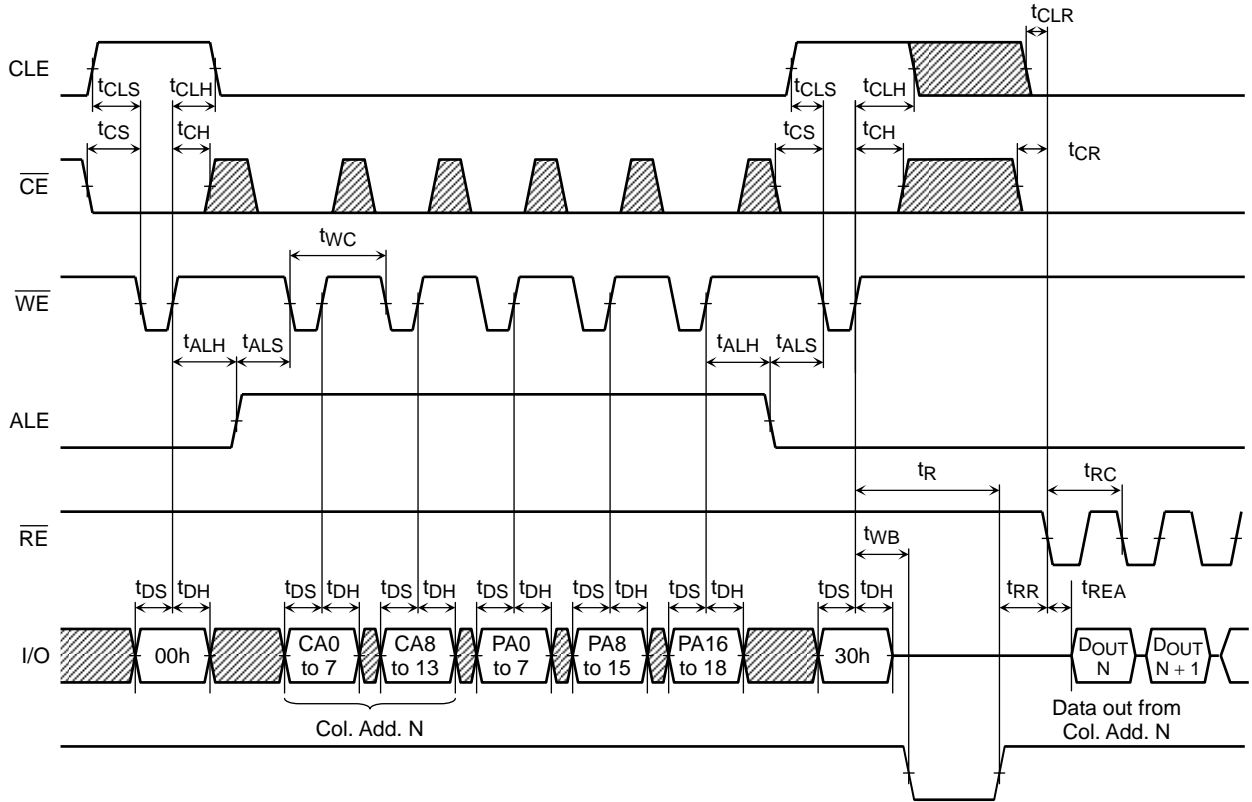 tCLR
CLE
tCLS tCLH tCLS tCLH
tCS tCH tCS tCH tCR
CE
tWC
WE
tALH tALS tALH tALS
ALE
tR tRC
RE
tWB
tDS tDH tDS tDH tDS tDH tDS tDH tDS tDH tDS tDH tDS tDH tRR tREA
I/O
00h
CA0
to 7
CA8
to 13
PA0
to 7
PA8
to 15
PA16
to 18
30h
DOUT
N
DOUT
N + 1
Col. Add. N
Data out from
Col. Add. N